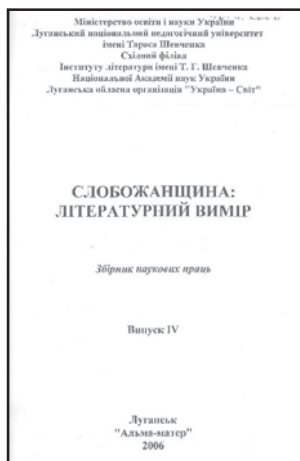 Міністерство освіти і науки України
Луганський національний педагогічний університет
імені Тараса Шевченка
Східний філіал
Інституту літератури імені Т. Г. Шевченка
Національної Академії наук України
Луганська обласна організація "Україна – Світ"
СЛОБОЖАНЩИНА:
ЛІТЕРАТУРНИЙ ВИМІР
Збірник наукових праць
Випуск IV
Луганськ
"Альма-матер"
2006